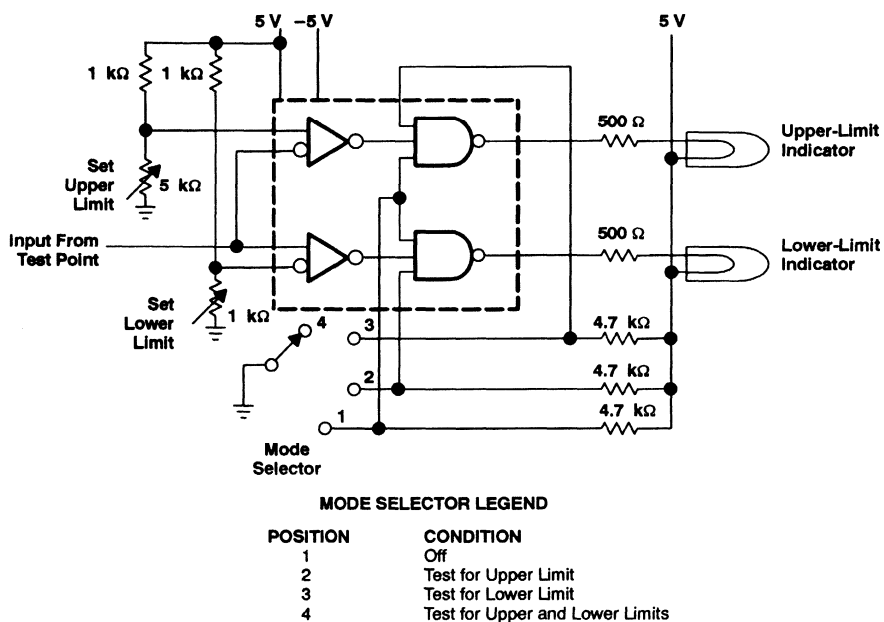 5 V –5 V 5 V
1 kΩ 1 kΩ
500 Ω
Upper-Limit
Indicator
Set
Upper
Limit
5 kΩ
Input From
Test Point
500 Ω
Lower-Limit
Indicator
Set
Lower
Limit
1 kΩ
4
3
4.7 kΩ
2
4.7 kΩ
1
4.7 kΩ
Mode
Selector
MODE SELECTOR LEGEND
POSITION CONDITION
1 Off
2 Test for Upper Limit
3 Test for Lower Limit
4 Test for Upper and Lower Limits